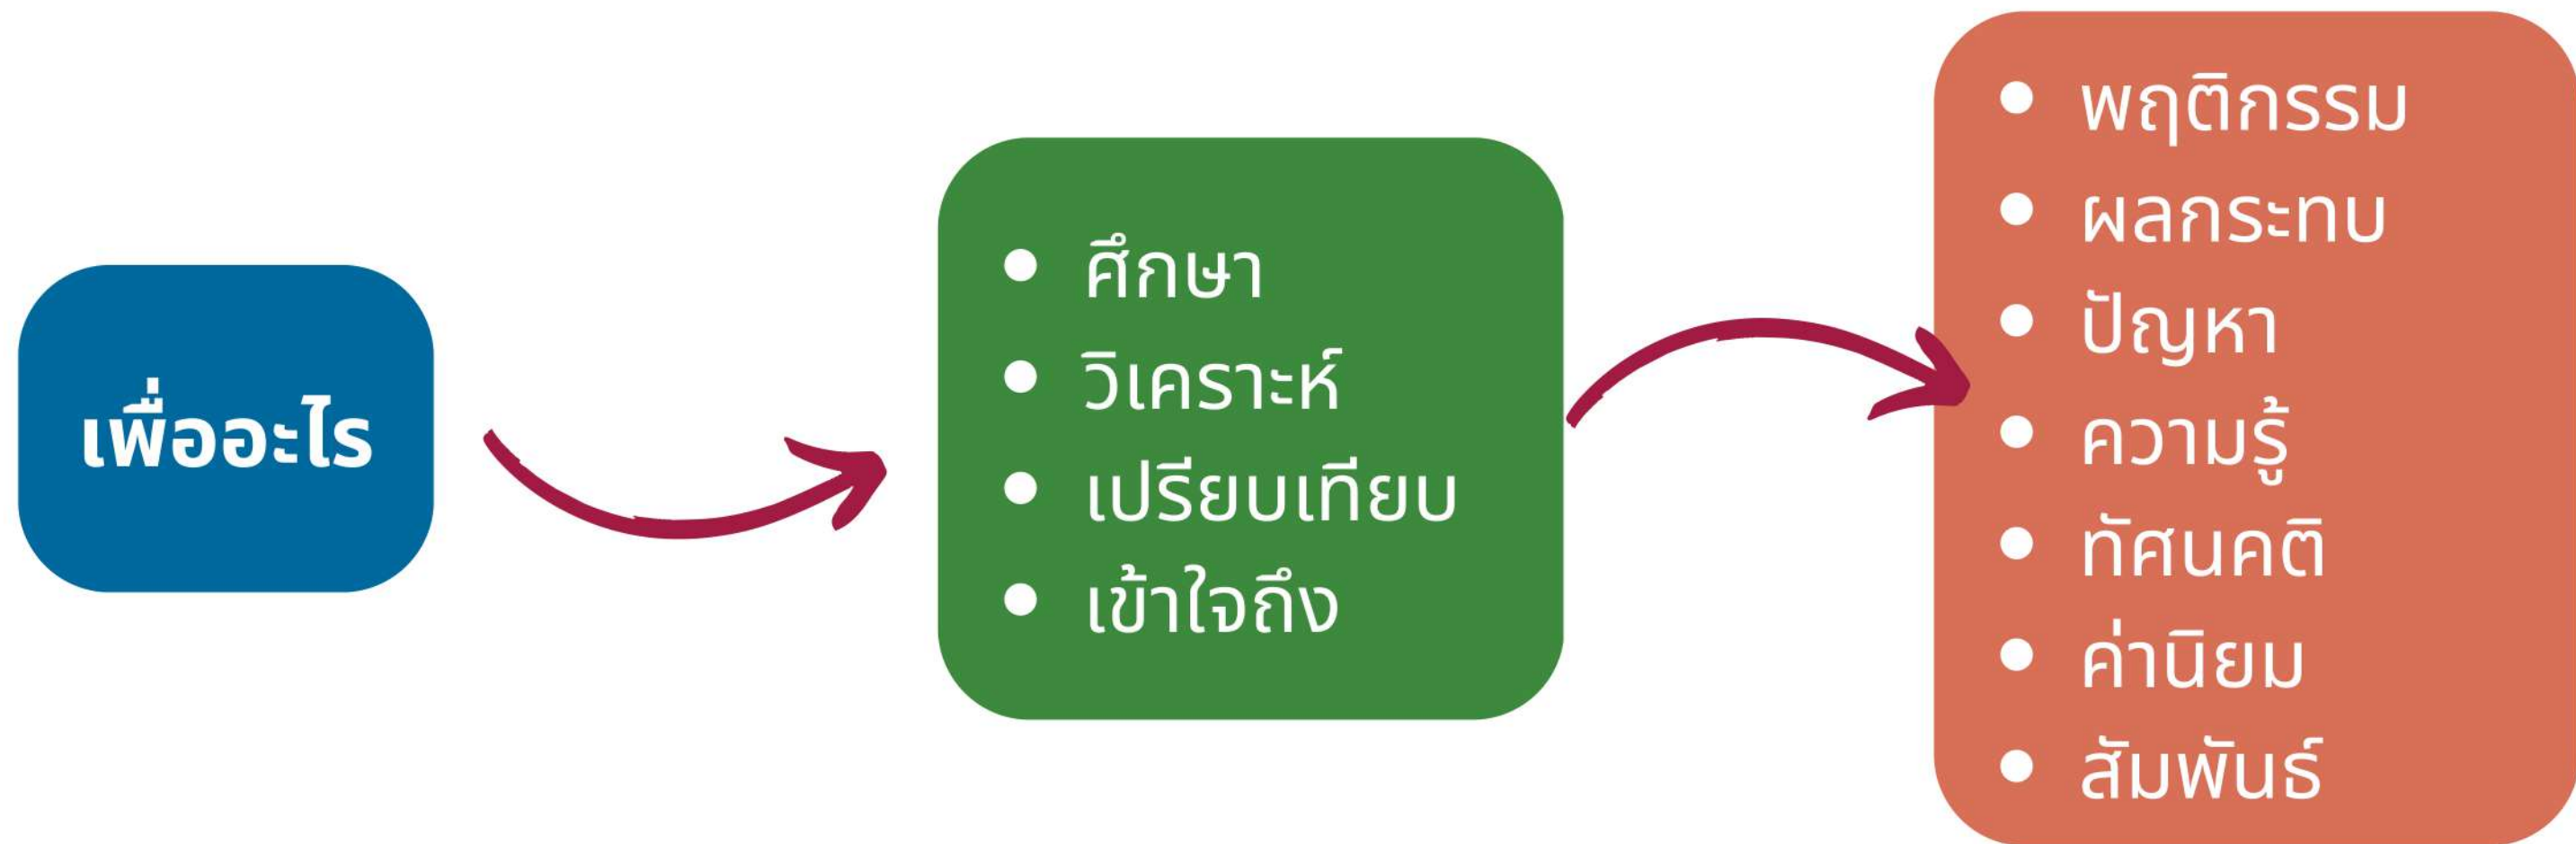 เพื่ออะไร
• ศึกษา
• วิเคราะห์
• เปรียบเทียบ
• เข้าใจถึง
• พฤติกรรม
• ผลกระทบ
• ปัญหา
• ความรู้
• ทัศนคติ
• ค่านิยม
• สัมพันธ์